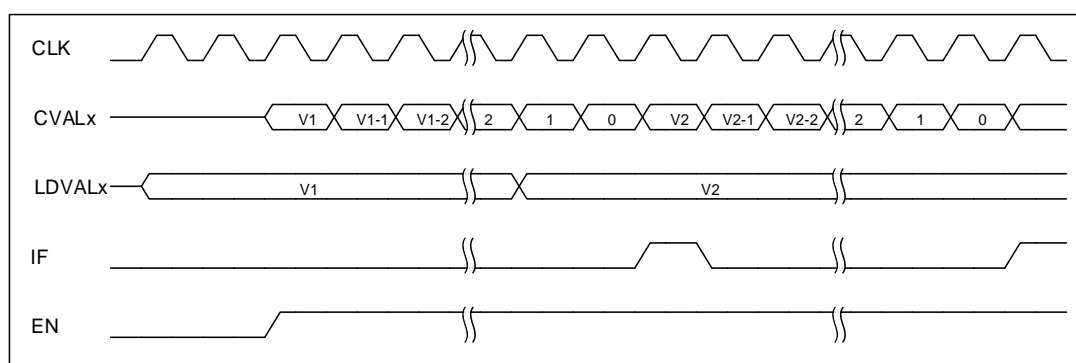 CLK
CVALx V1 V1-1 V1-2 2 1 0 V2 V2-1 V2-2 2 1 0
LDVALx V1 V2
IF
EN